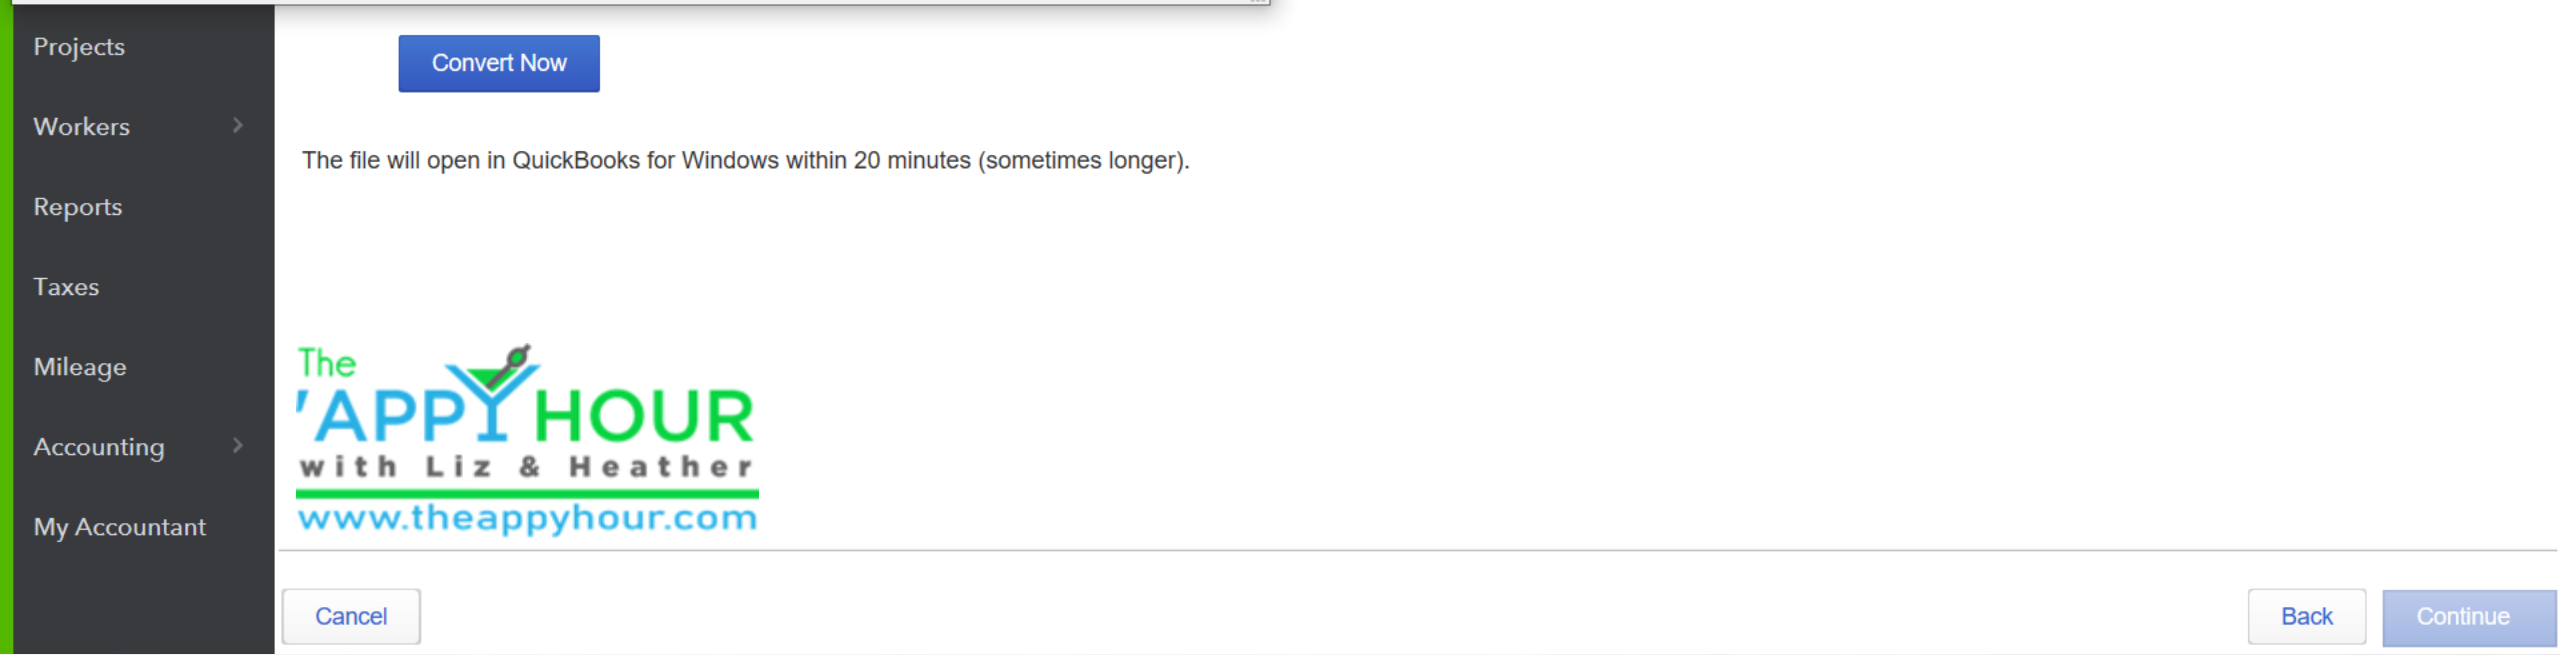 Projects
Convert Now
Workers
The file will open in QuickBooks for Windows within 20 minutes (sometimes longer).
Reports
Taxes
Mileage
Accounting
My Accountant
The
'APPY HOUR
with Liz & Heather
www.theappyhour.com
Cancel
Back
Continue